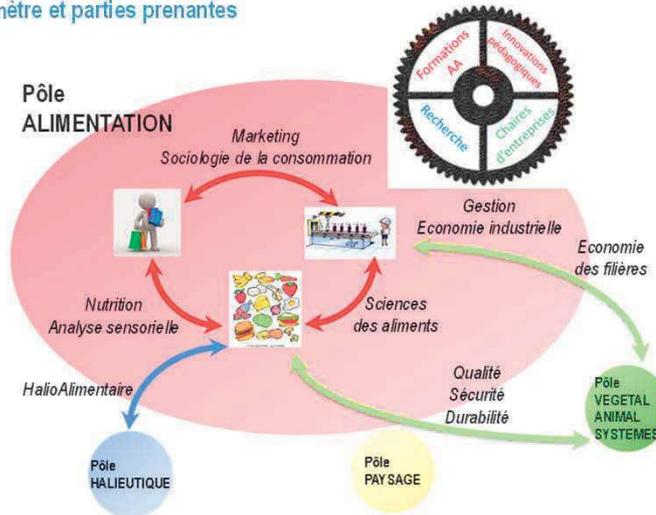 mètre et parties prenantes
Formations
AA
Innovations
pédagogiques
Recherche
Chaires
d'entreprises
Pôle
ALIMENTATION
Marketing
Sociologie de la consommation
Gestion
Economie industrielle
Economie
des filières
Nutrition
Analyse sensorielle
Sciences
des aliments
HalioAlimentaire
Qualité
Sécurité
Durabilité
Pôle
VEGETAL
ANIMAL
SYSTEMES
Pôle
HALIEUTIQUE
Pôle
PAYSAGE